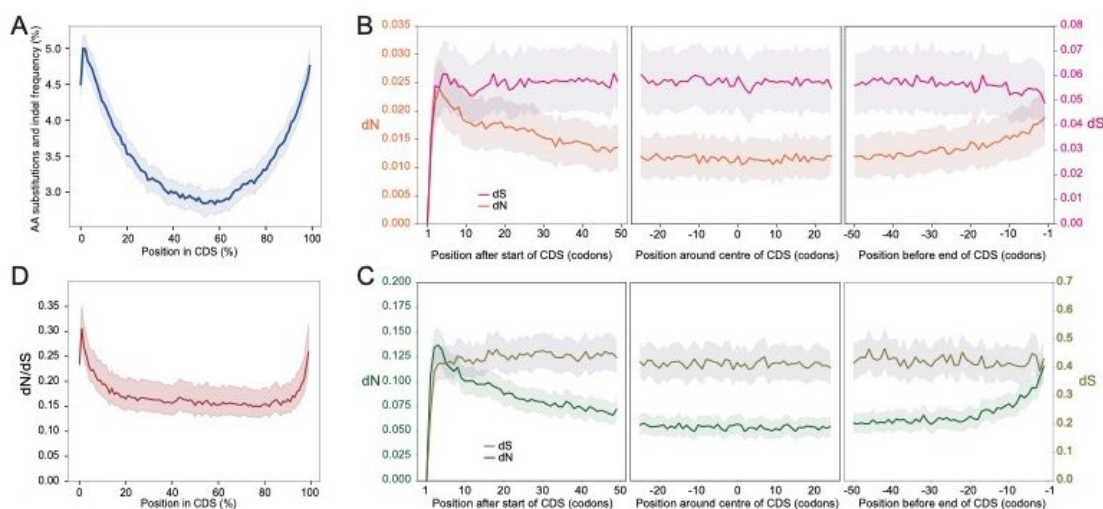 A
AA substitutions and indel frequency (%)
5.0
4.5
4.0
3.5
3.0
0 20 40 60 80 100
Position in CDS (%)
B
dN
0.035
0.030
0.025
0.020
0.015
0.010
0.005
0.000
dS
dN
1 10 20 30 40 50
Position after start of CDS (codons)
-20 -10 0 10 20
Position around centre of CDS (codons)
-50 -40 -30 -20 -10 -1
Position before end of CDS (codons)
0.08
0.07
0.06
0.05
0.04
0.03
0.02
0.01
0.00
dS
D
dN/dS
0.35
0.30
0.25
0.20
0.15
0.10
0.05
0.00
0 20 40 60 80 100
Position in CDS (%)
C
dN
0.200
0.175
0.150
0.125
0.100
0.075
0.050
0.025
0.000
dS
dN
1 10 20 30 40 50
Position after start of CDS (codons)
-20 -10 0 10 20
Position around centre of CDS (codons)
-50 -40 -30 -20 -10 -1
Position before end of CDS (codons)
0.7
0.6
0.5
0.4
0.3
0.2
0.1
0.0
dS